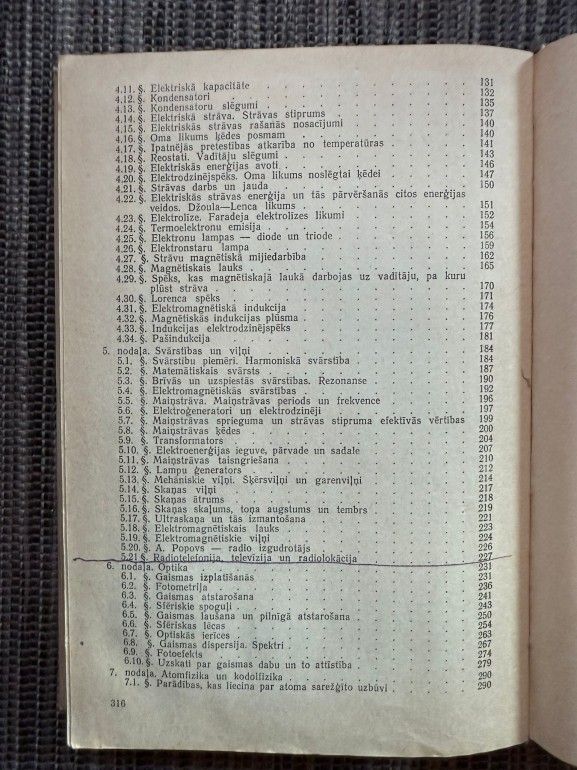 4.11. §. Elektriskā kapacitāte . . . 131
4.12. §. Kondensatori . . . 132
4.13. §. Kondensatoru slēgumi . . . 135
4.14. §. Elektriskā strāva. Strāvas stiprums . . . 137
4.15. §. Elektriskās strāvas rašanās nosacījumi . . . 140
4.16. §. Oma likums ķēdes posmam . . . 140
4.17. §. Īpatnējās pretestības atkarība no temperatūras . . . 141
4.18. §. Reostati. Vadītāju slēgumi . . . 143
4.19. §. Elektriskās enerģijas avoti . . . 146
4.20. §. Elektrodzinējspēks. Oma likums noslēgtai ķēdei . . . 147
4.21. §. Strāvas darbs un jauda . . . 150
4.22. §. Elektriskās strāvas enerģija un tās pārvēršanās citos enerģijas
veidos. Džoula—Lenca likums . . . 151
4.23. §. Elektrolīze. Faradeja elektrolīzes likumi . . . 152
4.24. §. Termoelektronu emisija . . . 154
4.25. §. Elektronu lampas — diode un triode . . . 156
4.26. §. Elektronstaru lampa . . . 159
4.27. §. Strāvu magnētiskā mijiedarbība . . . 162
4.28. §. Magnētiskais lauks . . . 165
4.29. §. Spēks, kas magnētiskajā laukā darbojas uz vadītāju, pa kuru
plūst strāva . . . 170
4.30. §. Lorenca spēks . . . 171
4.31. §. Elektromagnētiskā indukcija . . . 174
4.32. §. Magnētiskās indukcijas plūsma . . . 176
4.33. §. Indukcijas elektrodzinējspēks . . . 177
4.34. §. Pašindukcija . . . 181
5. nodaļa. Svārstības un viļņi . . . 184
5.1. §. Svārstību piemēri. Harmoniskā svārstība . . . 184
5.2. §. Matemātiskais svārsts . . . 187
5.3. §. Brīvās un uzspiestās svārstības. Rezonanse . . . 190
5.4. §. Elektromagnētiskās svārstības . . . 192
5.5. §. Maiņstrāva. Maiņstrāvas periods un frekvence . . . 196
5.6. §. Elektroģeneratori un elektrodzinēji . . . 197
5.7. §. Maiņstrāvas sprieguma un strāvas stipruma efektīvās vērtības 199
5.8. §. Maiņstrāvas ķēdes . . . 200
5.9. §. Transformators . . . 204
5.10. §. Elektroenerģijas ieguve, pārvade un sadale . . . 207
5.11. §. Maiņstrāvas taisngriešana . . . 210
5.12. §. Lampu ģenerators . . . 212
5.13. §. Mehāniskie viļņi. Šķērsviļņi un garenviļņi . . . 214
5.14. §. Skaņas viļņi . . . 217
5.15. §. Skaņas ātrums . . . 218
5.16. §. Skaņas skaļums, toņa augstums un tembrs . . . 219
5.17. §. Ultraskaņa un tās izmantošana . . . 221
5.18. §. Elektromagnētiskais lauks . . . 223
5.19. §. Elektromagnētiskie viļņi . . . 224
5.20. §. A. Popovs — radio izgudrotājs . . . 226
5.21 §. Radiotelefonija, televīzija un radiolokācija . . . 227
6. nodaļa. Optika . . . 231
6.1. §. Gaismas izplatīšanās . . . 231
6.2. §. Fotometrija . . . 236
6.3. §. Gaismas atstarošana . . . 241
6.4. §. Sfēriskie spoguļi . . . 243
6.5. §. Gaismas laušana un pilnīgā atstarošana . . . 250
6.6. §. Sfēriskas lēcas . . . 254
6.7. §. Optiskās ierīces . . . 263
6.8. §. Gaismas dispersija. Spektri . . . 267
6.9. §. Fotoefekts . . . 274
6.10. §. Uzskati par gaismas dabu un to attīstība . . . 279
7. nodaļa. Atomfizika un kodolfizika . . . 290
7.1. §. Parādības, kas liecina par atoma sarežģīto uzbūvi . . . 290
316